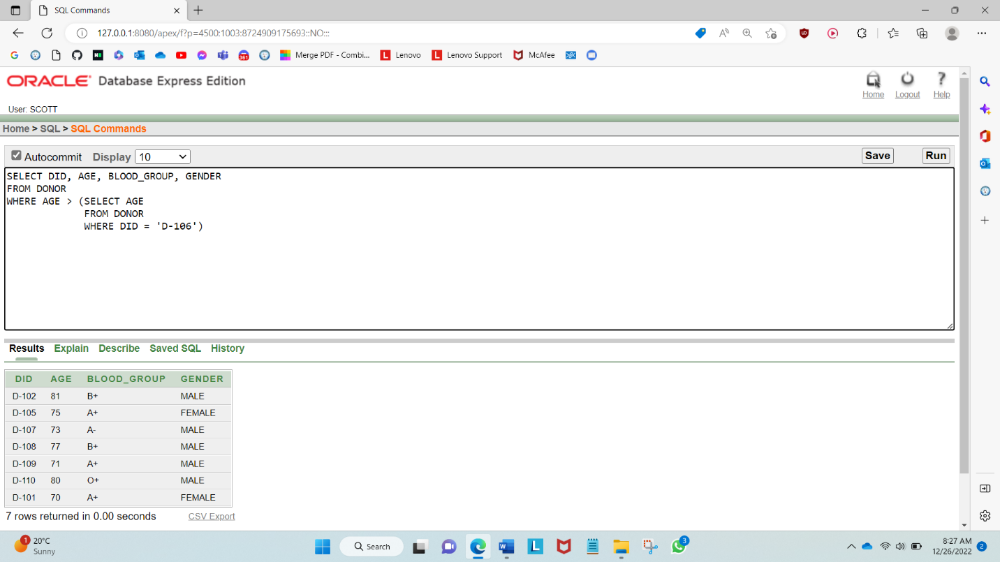 SQL Commands
127.0.0.1:8080/apex/f?p=4500:1003:8724909175693::NO:::
361 Merge PDF - Combi... L Lenovo L Lenovo Support McAfee
ORACLE Database Express Edition
Home Logout Help
User: SCOTT
Home > SQL > SQL Commands
Autocommit Display 10 Save Run
SELECT DID, AGE, BLOOD_GROUP, GENDER
FROM DONOR
WHERE AGE > (SELECT AGE
FROM DONOR
WHERE DID = 'D-106')
Results Explain Describe Saved SQL History
DID AGE BLOOD_GROUP GENDER
D-102 81 B+ MALE
D-105 75 A+ FEMALE
D-107 73 A- MALE
D-108 77 B+ MALE
D-109 71 A+ MALE
D-110 80 O+ MALE
D-101 70 A+ FEMALE
7 rows returned in 0.00 seconds CSV Export
1 20°C
Sunny
Search
3
8:27 AM
12/26/2022 2